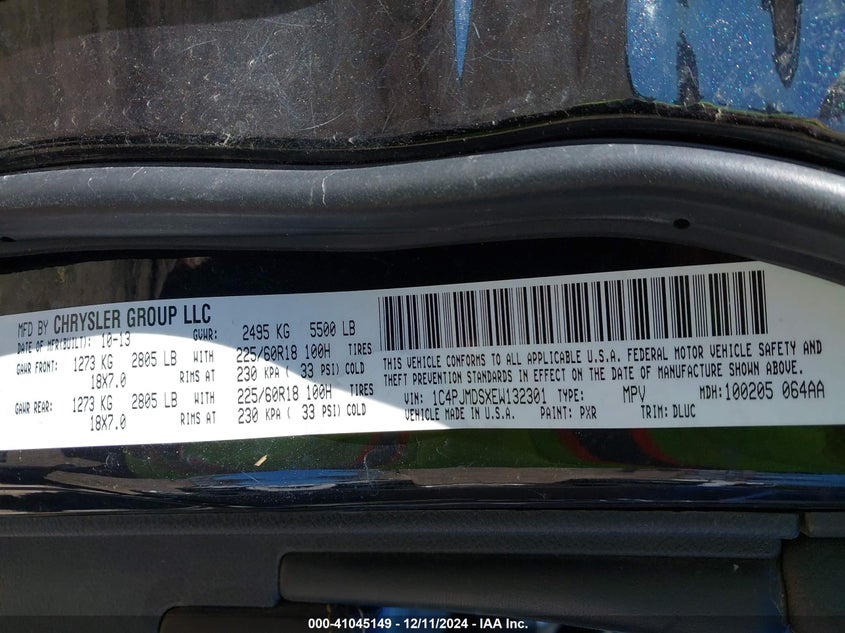 MFD BY CHRYSLER GROUP LLC
DATE OF MFR(BUILT): 10-13 GVWR: 2495 KG 5500 LB
GAWR FRONT: 1273 KG 2805 LB WITH 225/60R18 100H TIRES
18X7.0 RIMS AT 230 KPA ( 33 PSI) COLD
GAWR REAR: 1273 KG 2805 LB WITH 225/60R18 100H TIRES
18X7.0 RIMS AT 230 KPA ( 33 PSI) COLD
THIS VEHICLE CONFORMS TO ALL APPLICABLE U.S.A. FEDERAL MOTOR VEHICLE SAFETY AND
THEFT PREVENTION STANDARDS IN EFFECT ON THE DATE OF MANUFACTURE SHOWN ABOVE.
VIN: 1C4PJMDSXEW132301 TYPE: MPV MDH:100205 064AA
VEHICLE MADE IN U.S.A. PAINT: PXR TRIM: DLUC
000-41045149 - 12/11/2024 - IAA Inc.